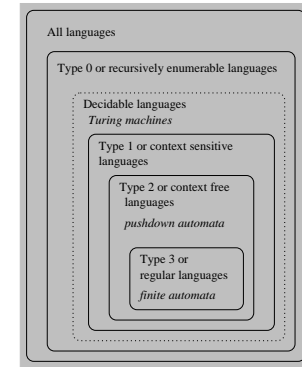 All languages
Type 0 or recursively enumerable languages
Decidable languages
Turing machines
Type 1 or context sensitive
languages
Type 2 or context free
languages
pushdown automata
Type 3 or
regular languages
finite automata